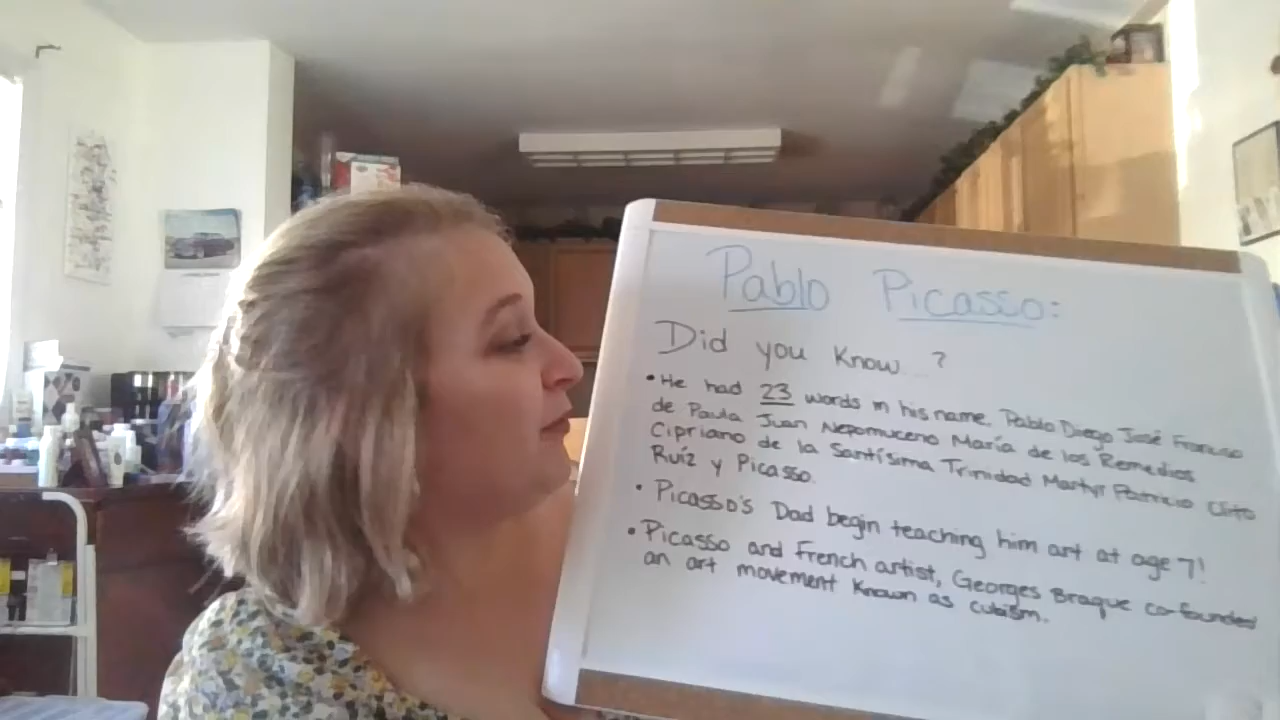 Pablo Picasso:
Did you know...?
• He had 23 words in his name. Pablo Diego José Francisco
de Paula Juan Nepomuceno María de los Remedios
Cipriano de la Santísima Trinidad Martyr Patricio Clito
Ruíz y Picasso.
• Picasso's Dad begin teaching him art at age 7!
• Picasso and French artist, Georges Braque co-founded
an art movement known as cubism.